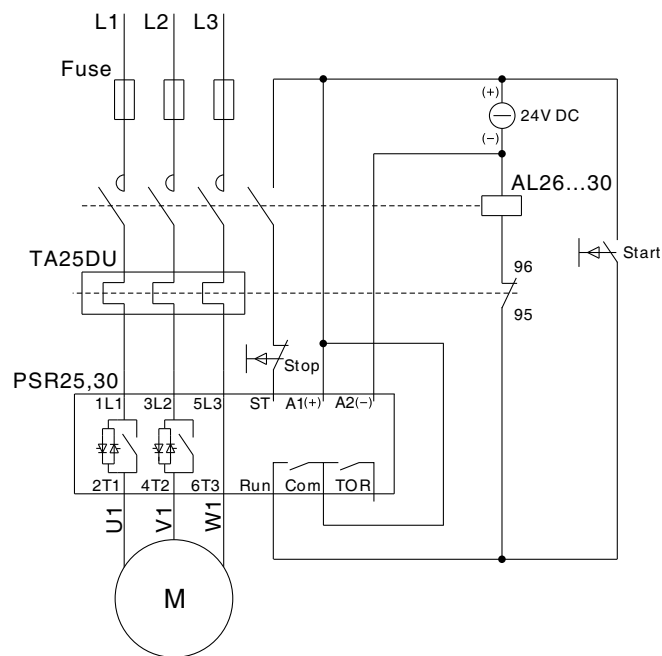 L1 L2 L3
Fuse
(+)
24V DC
(−)
AL26...30
Start
TA25DU
96
95
Stop
PSR25,30
1L1 3L2 5L3 ST A1(+) A2(−)
2T1 4T2 6T3 Run Com TOR
U1 V1 W1
M